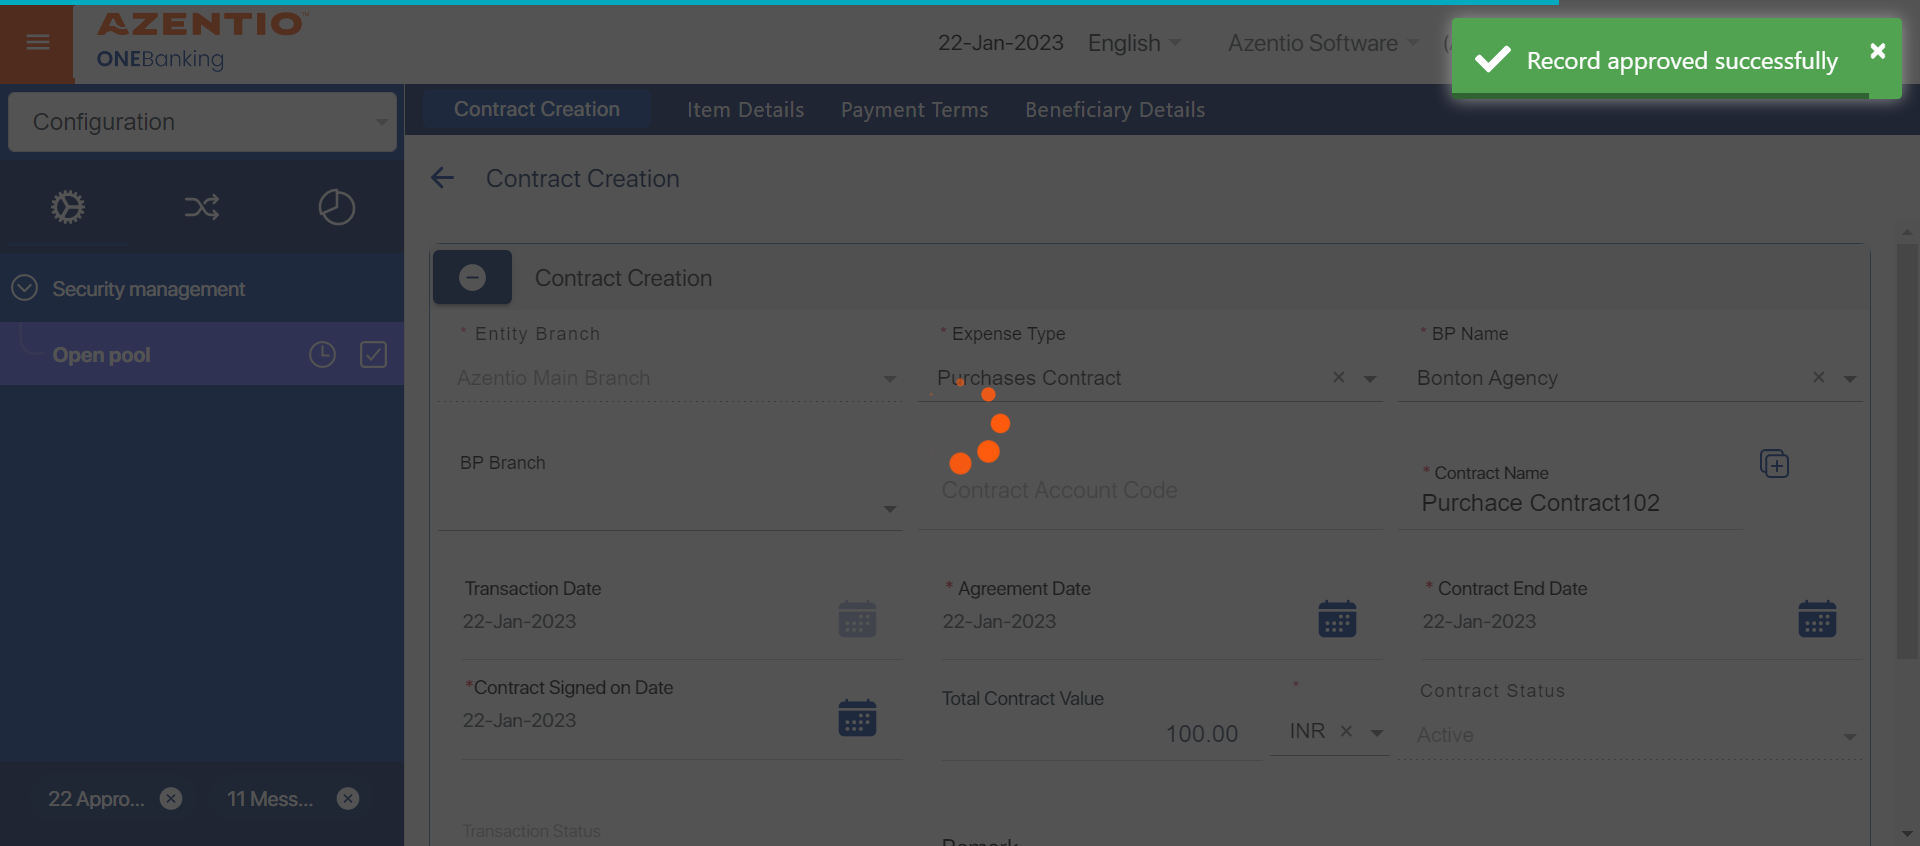 AZENTIO
ONEBanking
22-Jan-2023
English
Azentio Software
Record approved successfully
Configuration
Contract Creation
Item Details
Payment Terms
Beneficiary Details
Contract Creation
Security management
Open pool
Contract Creation
* Entity Branch
Azentio Main Branch
* Expense Type
Purchases Contract
* BP Name
Bonton Agency
BP Branch
Contract Account Code
* Contract Name
Purchace Contract102
Transaction Date
22-Jan-2023
* Agreement Date
22-Jan-2023
* Contract End Date
22-Jan-2023
*Contract Signed on Date
22-Jan-2023
Total Contract Value
100.00
*
INR
Contract Status
Active
22 Appro...
11 Mess...
Transaction Status
Remark